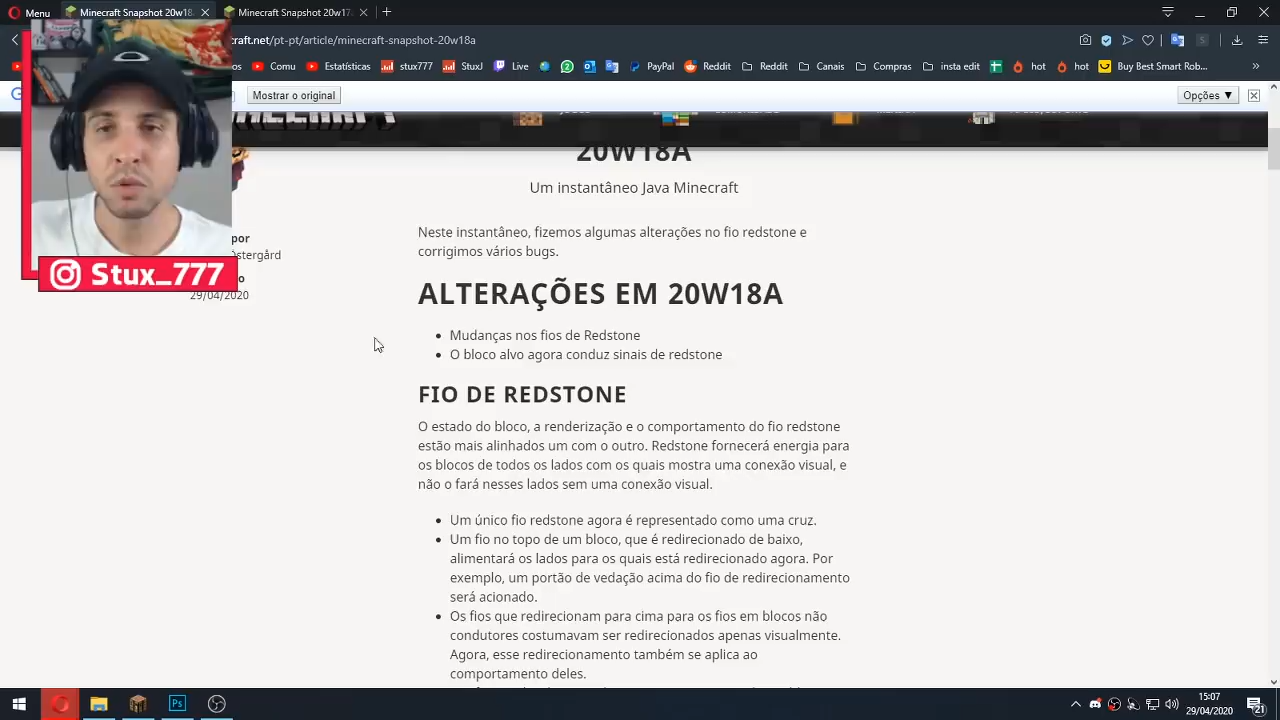 Menu
Minecraft Snapshot 20w18a
Minecraft Snapshot 20w18a
craft.net/pt-pt/article/minecraft-snapshot-20w18a
Comu
Estatísticas
stux777
StuxJ
Live
PayPal
Reddit
Reddit
Canais
Compras
insta edit
hot
hot
Buy Best Smart Rob...
Mostrar o original
Opções ▼
20W18A
Um instantâneo Java Minecraft
Neste instantâneo, fizemos algumas alterações no fio redstone e
corrigimos vários bugs.
por
Östergård
29/04/2020
Stux_777
ALTERAÇÕES EM 20W18A
Mudanças nos fios de Redstone
O bloco alvo agora conduz sinais de redstone
FIO DE REDSTONE
O estado do bloco, a renderização e o comportamento do fio redstone
estão mais alinhados um com o outro. Redstone fornecerá energia para
os blocos de todos os lados com os quais mostra uma conexão visual, e
não o fará nesses lados sem uma conexão visual.
Um único fio redstone agora é representado como uma cruz.
Um fio no topo de um bloco, que é redirecionado de baixo,
alimentará os lados para os quais está redirecionado agora. Por
exemplo, um portão de vedação acima do fio de redirecionamento
será acionado.
Os fios que redirecionam para cima para os fios em blocos não
condutores costumavam ser redirecionados apenas visualmente.
Agora, esse redirecionamento também se aplica ao
comportamento deles.
15:07
29/04/2020